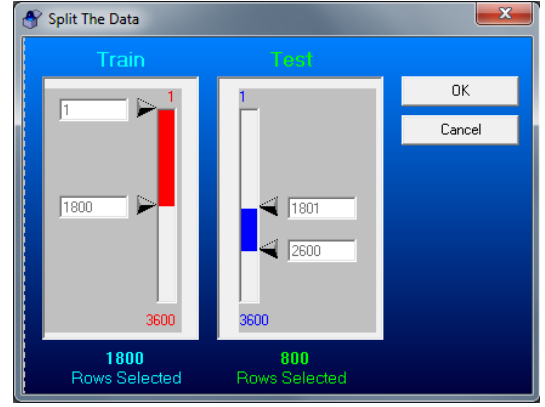 Split The Data
Train
Test
OK
Cancel
1
1
1800
3600
1
1801
2600
3600
1800
Rows Selected
800
Rows Selected